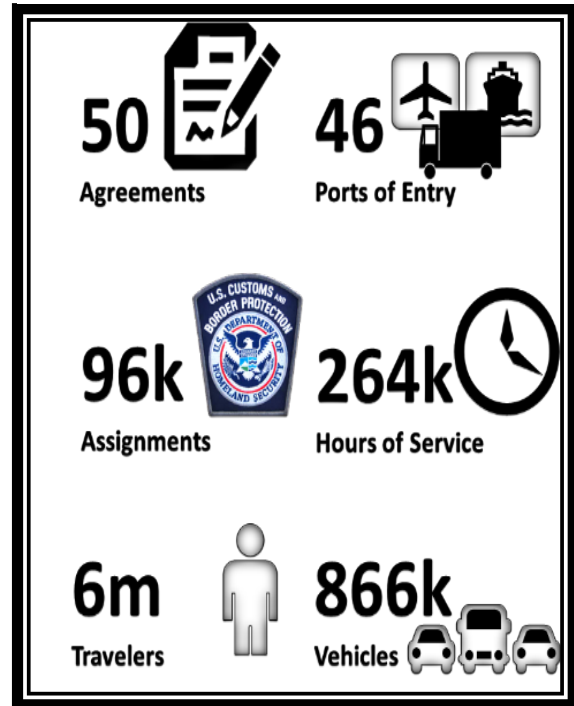 50
Agreements
46
Ports of Entry
96k
Assignments
U.S. CUSTOMS AND
BORDER PROTECTION
U.S. DEPARTMENT OF
HOMELAND SECURITY
264k
Hours of Service
6m
Travelers
866k
Vehicles